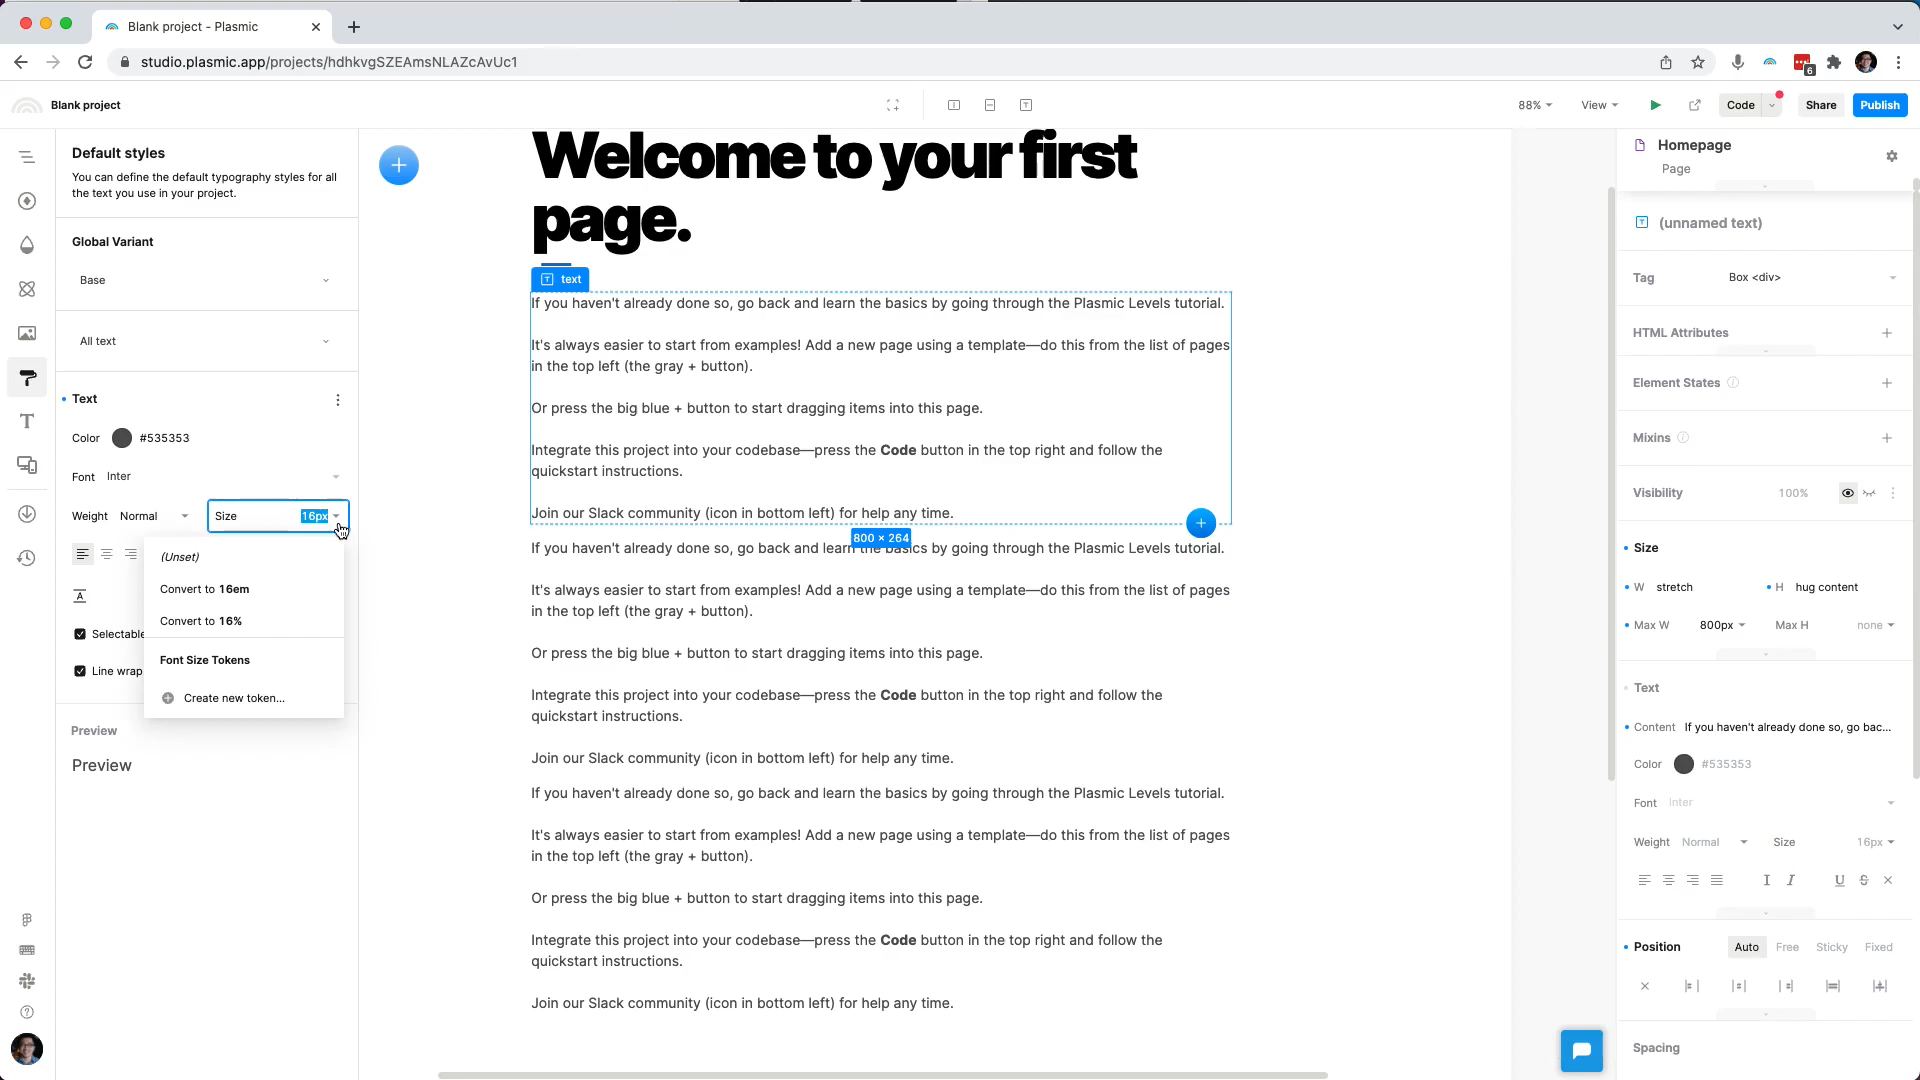 Blank project - Plasmic
studio.plasmic.app/projects/hdhkvgSZEAmsNLAZcAvUc1
6
Blank project
88%
View
Code
Share
Publish
Default styles
You can define the default typography styles for all
the text you use in your project.
Global Variant
Base
All text
Text
Color
#535353
Font
Inter
Weight
Normal
Size
16px
(Unset)
Convert to 16em
Convert to 16%
Selectable
Line wrap
Font Size Tokens
Create new token...
Preview
Preview
Welcome to your first
page.
text
If you haven't already done so, go back and learn the basics by going through the Plasmic Levels tutorial.
It's always easier to start from examples! Add a new page using a template—do this from the list of pages
in the top left (the gray + button).
Or press the big blue + button to start dragging items into this page.
Integrate this project into your codebase—press the Code button in the top right and follow the
quickstart instructions.
Join our Slack community (icon in bottom left) for help any time.
800 × 264
If you haven't already done so, go back and learn the basics by going through the Plasmic Levels tutorial.
It's always easier to start from examples! Add a new page using a template—do this from the list of pages
in the top left (the gray + button).
Or press the big blue + button to start dragging items into this page.
Integrate this project into your codebase—press the Code button in the top right and follow the
quickstart instructions.
Join our Slack community (icon in bottom left) for help any time.
If you haven't already done so, go back and learn the basics by going through the Plasmic Levels tutorial.
It's always easier to start from examples! Add a new page using a template—do this from the list of pages
in the top left (the gray + button).
Or press the big blue + button to start dragging items into this page.
Integrate this project into your codebase—press the Code button in the top right and follow the
quickstart instructions.
Join our Slack community (icon in bottom left) for help any time.
Homepage
Page
(unnamed text)
Tag
Box <div>
HTML Attributes
Element States
Mixins
Visibility
100%
Size
W stretch
H hug content
Max W 800px
Max H none
Text
Content If you haven't already done so, go bac...
Color
#535353
Font Inter
Weight Normal
Size 16px
Position
Auto
Free
Sticky
Fixed
Spacing